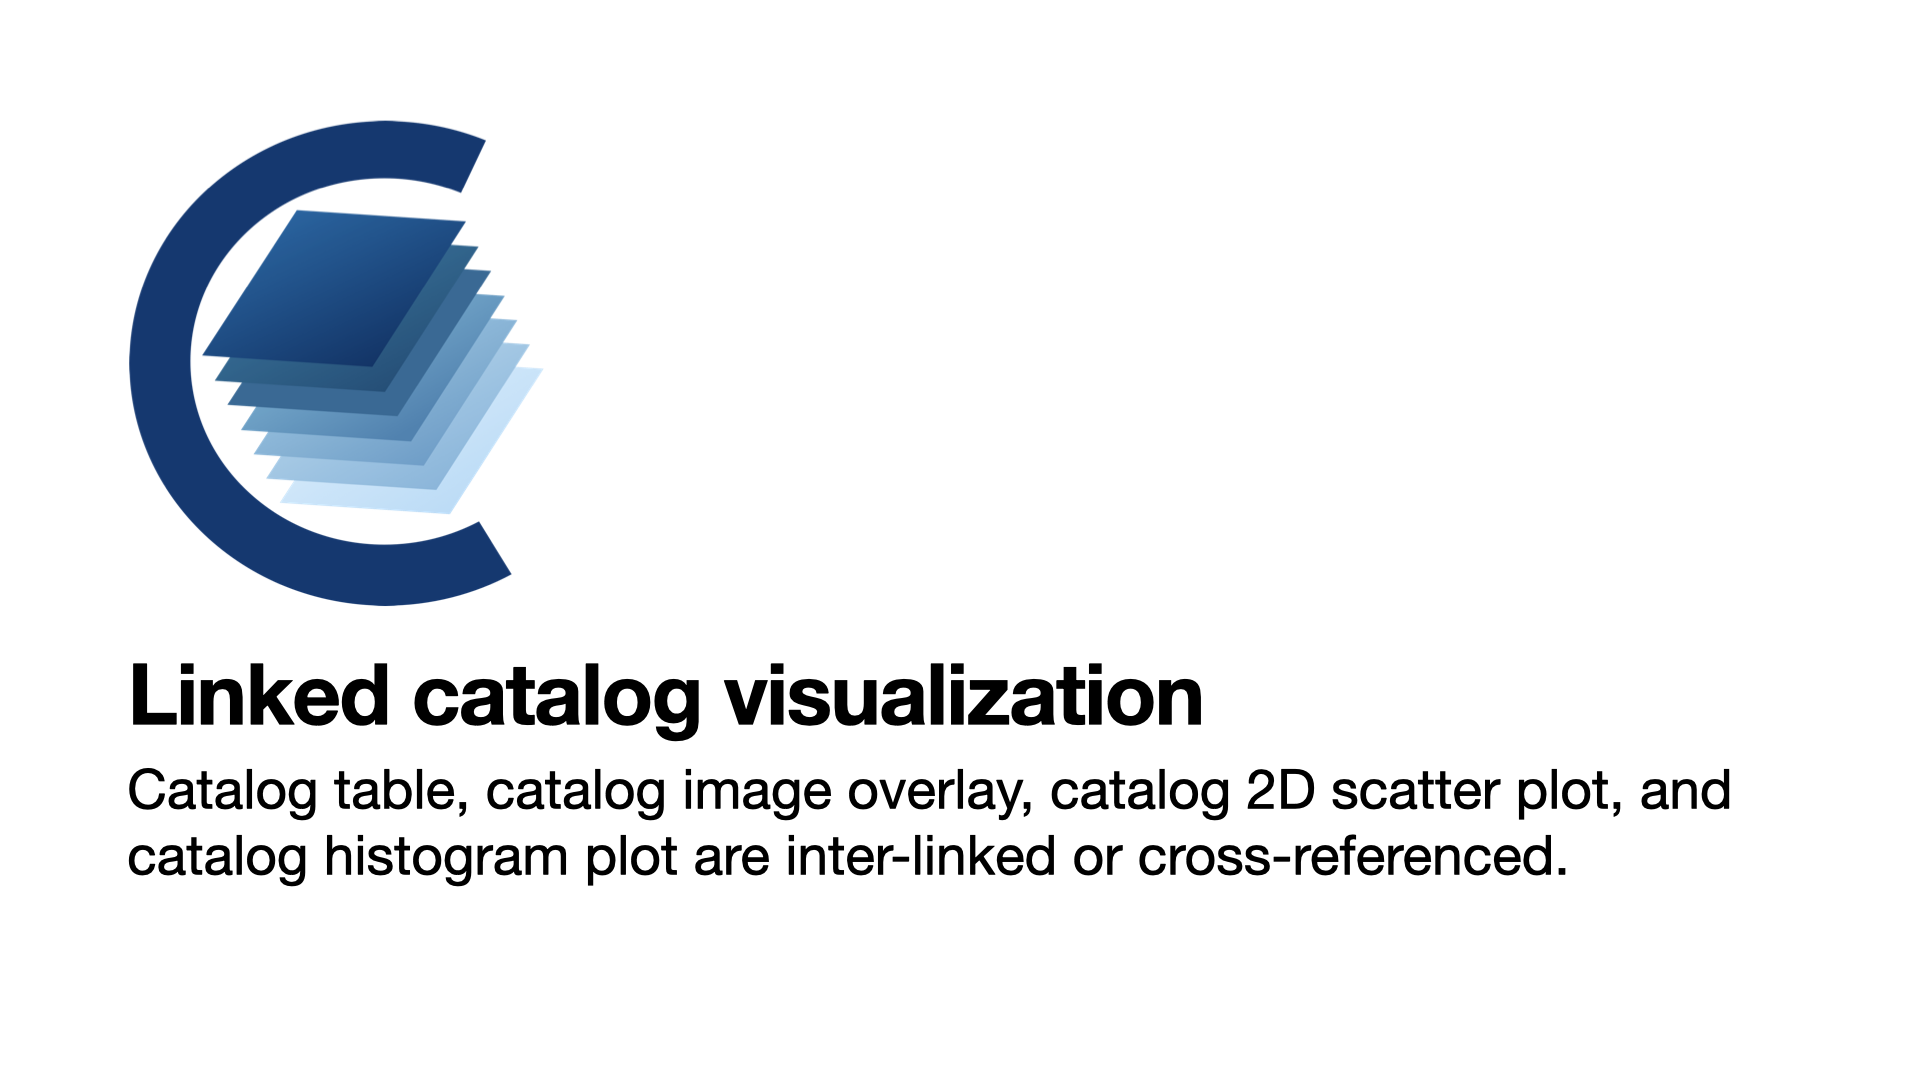 Linked catalog visualization
Catalog table, catalog image overlay, catalog 2D scatter plot, and
catalog histogram plot are inter-linked or cross-referenced.